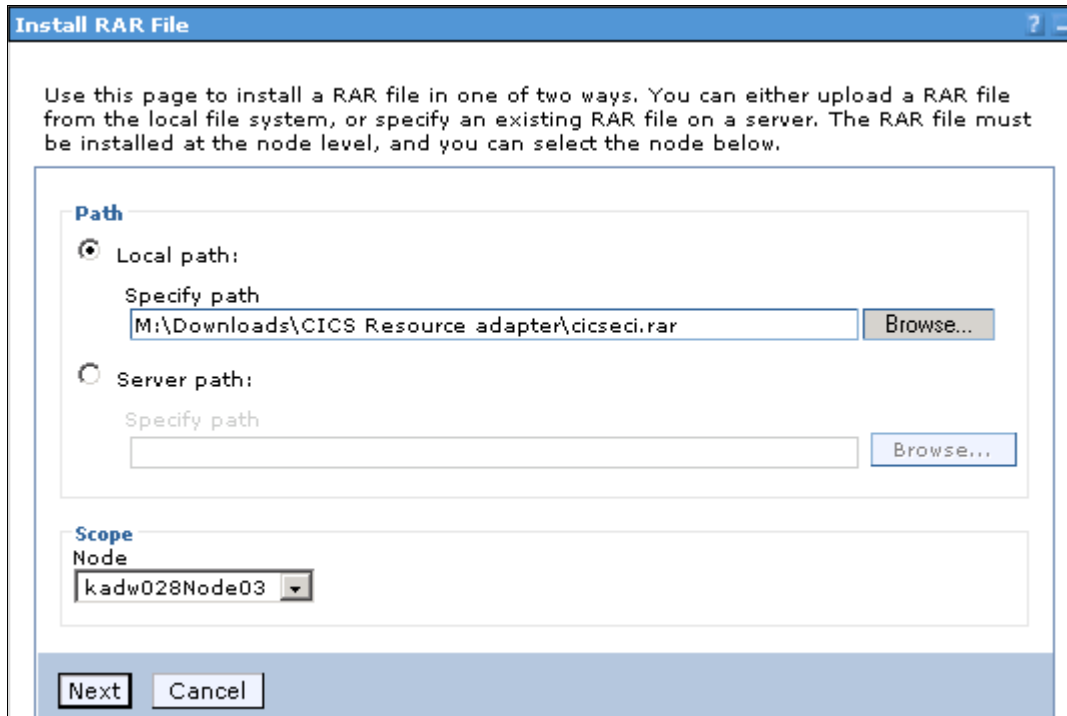 Install RAR File ? –
Use this page to install a RAR file in one of two ways. You can either upload a RAR file
from the local file system, or specify an existing RAR file on a server. The RAR file must
be installed at the node level, and you can select the node below.
Path
Local path:
Specify path
M:\Downloads\CICS Resource adapter\cicseci.rar Browse...
Server path:
Specify path
Browse...
Scope
Node
kadw028Node03
Next Cancel